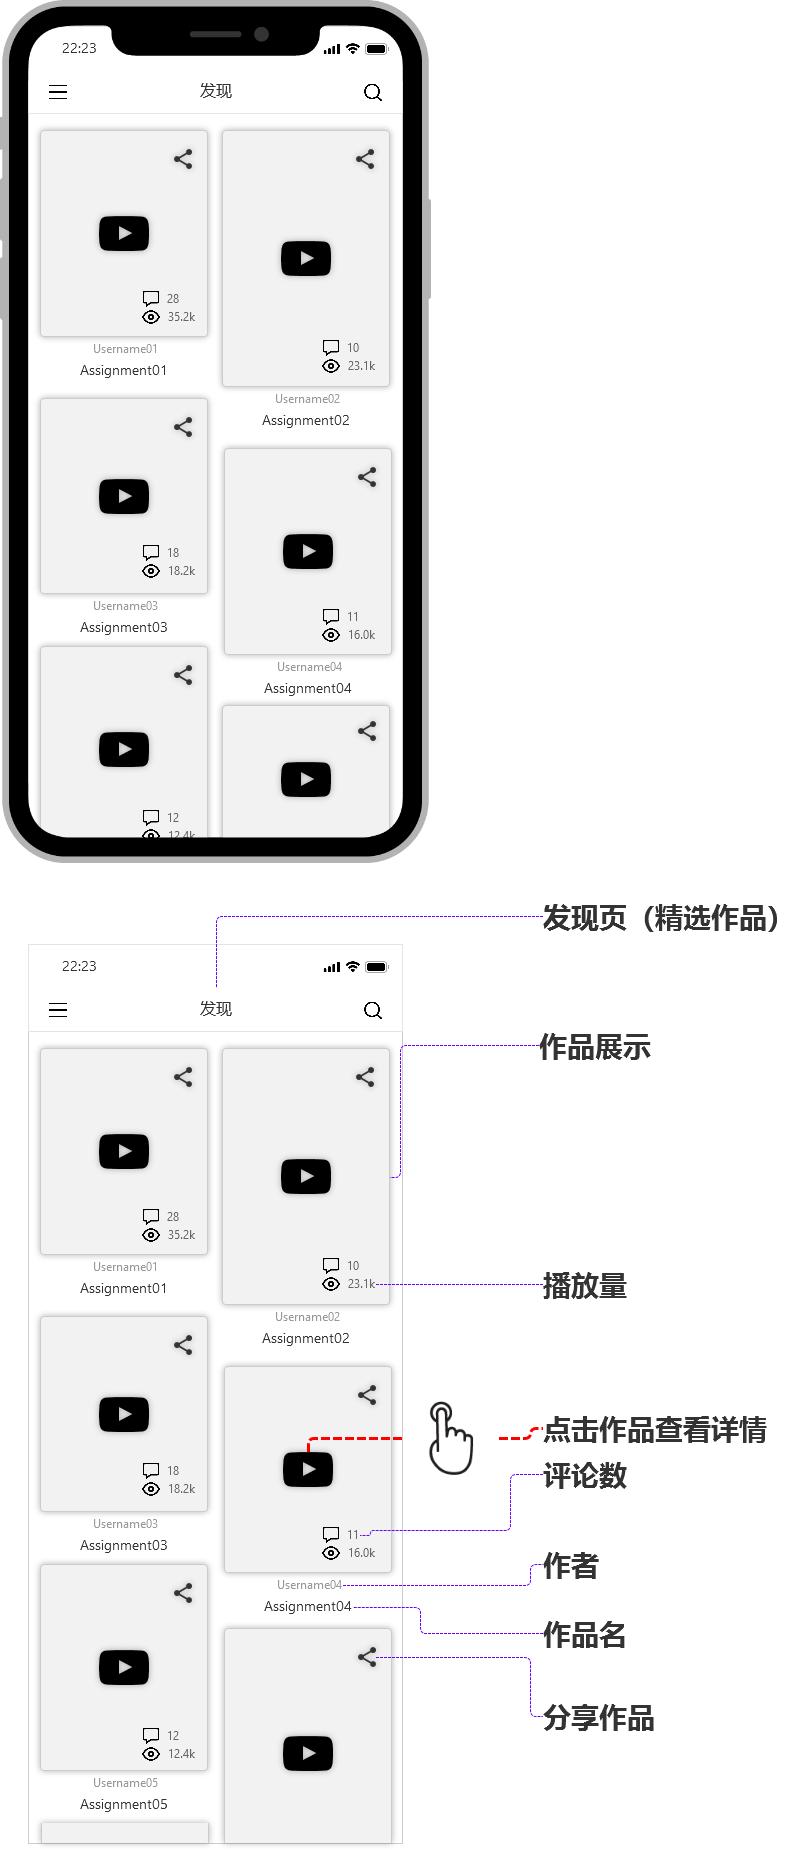 22:23
发现
28
35.2k
Username01
Assignment01
10
23.1k
Username02
Assignment02
18
18.2k
Username03
Assignment03
11
16.0k
Username04
Assignment04
12
12.4k
发现页（精选作品）
22:23
发现
作品展示
28
35.2k
Username01
Assignment01
10
23.1k
播放量
Username02
Assignment02
点击作品查看详情
18
18.2k
评论数
Username03
Assignment03
11
16.0k
作者
Username04
Assignment04
作品名
分享作品
12
12.4k
Username05
Assignment05